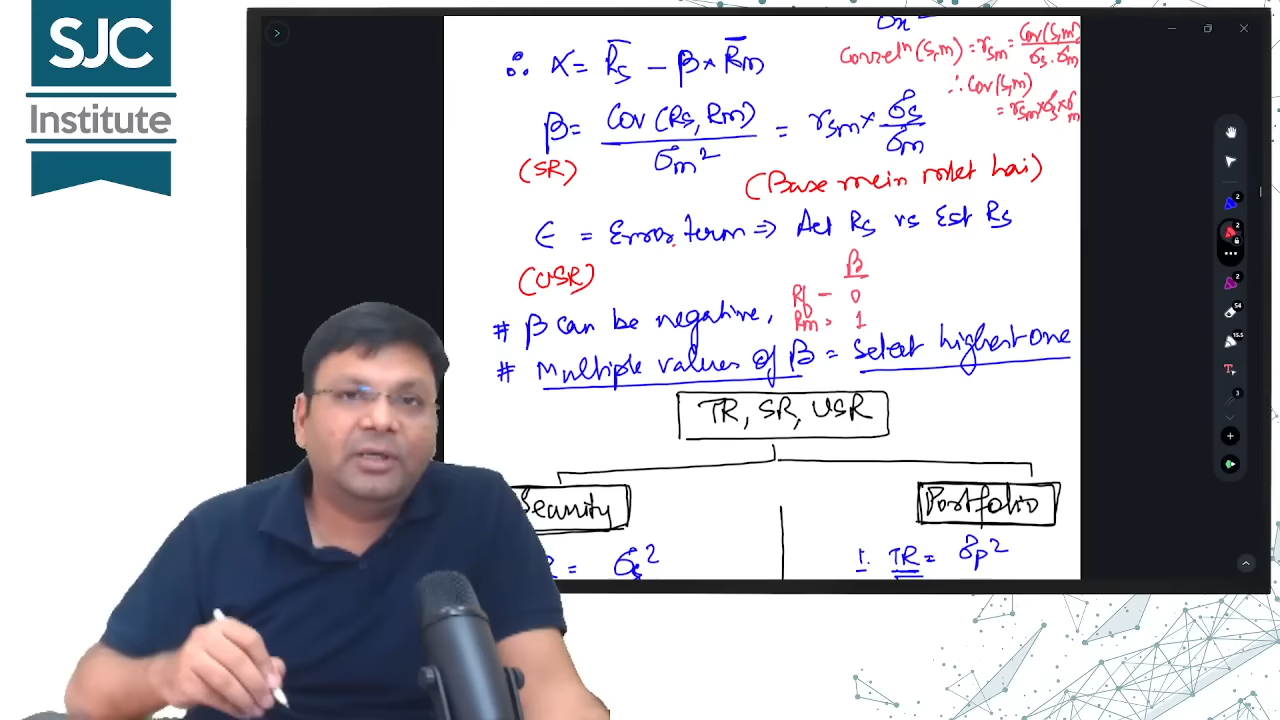 SJC
Institute
σx²
Correlⁿ (s,m) = rsm = Cov(s,m) / σs . σm
∴ Cov(s,m)
= rsm × σs × σm
∴ α = R̄s − β × R̄m
β = Cov (Rs, Rm) / σm² = rsm × σs / σm
(SR)
(Base mein market hai)
ε = Error term ⇒ Act Rs vs Est Rs
(USR)
β
Rf − 0
Rm = 1
# β can be negative,
# Multiple values of β = Select highest one
TR, SR, USR
Security
Portfolio
R = σs²
1. TR = σp²